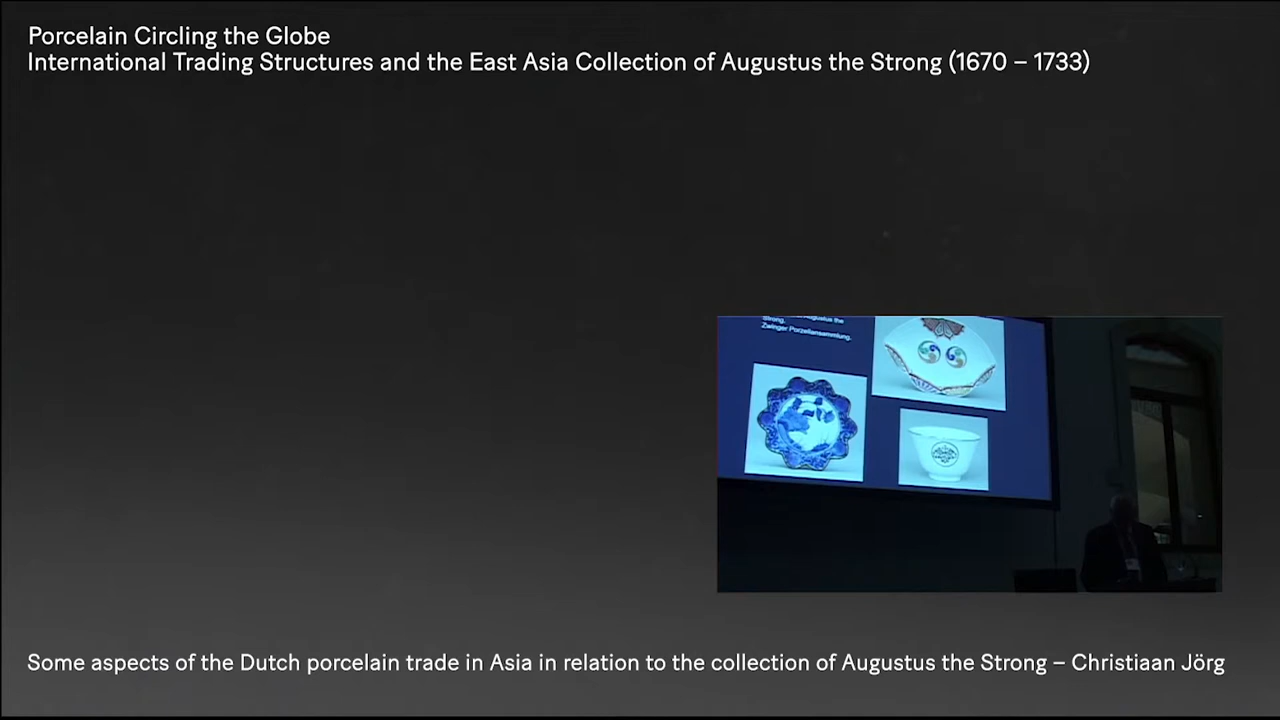 Porcelain Circling the Globe
International Trading Structures and the East Asia Collection of Augustus the Strong (1670 – 1733)
Strong.
Zwinger Porzellansammlung.
Some aspects of the Dutch porcelain trade in Asia in relation to the collection of Augustus the Strong – Christiaan Jörg